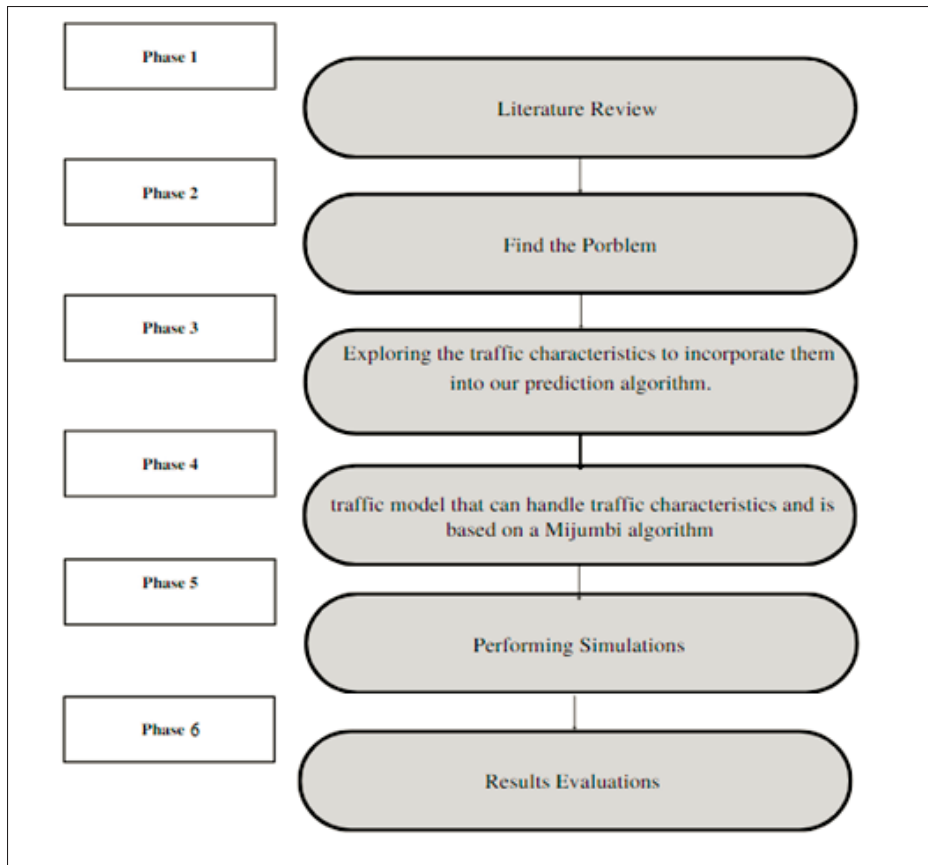 Phase 1
Literature Review
Phase 2
Find the Porblem
Phase 3
Exploring the traffic characteristics to incorporate them
into our prediction algorithm.
Phase 4
traffic model that can handle traffic characteristics and is
based on a Mijumbi algorithm
Phase 5
Performing Simulations
Phase 6
Results Evaluations